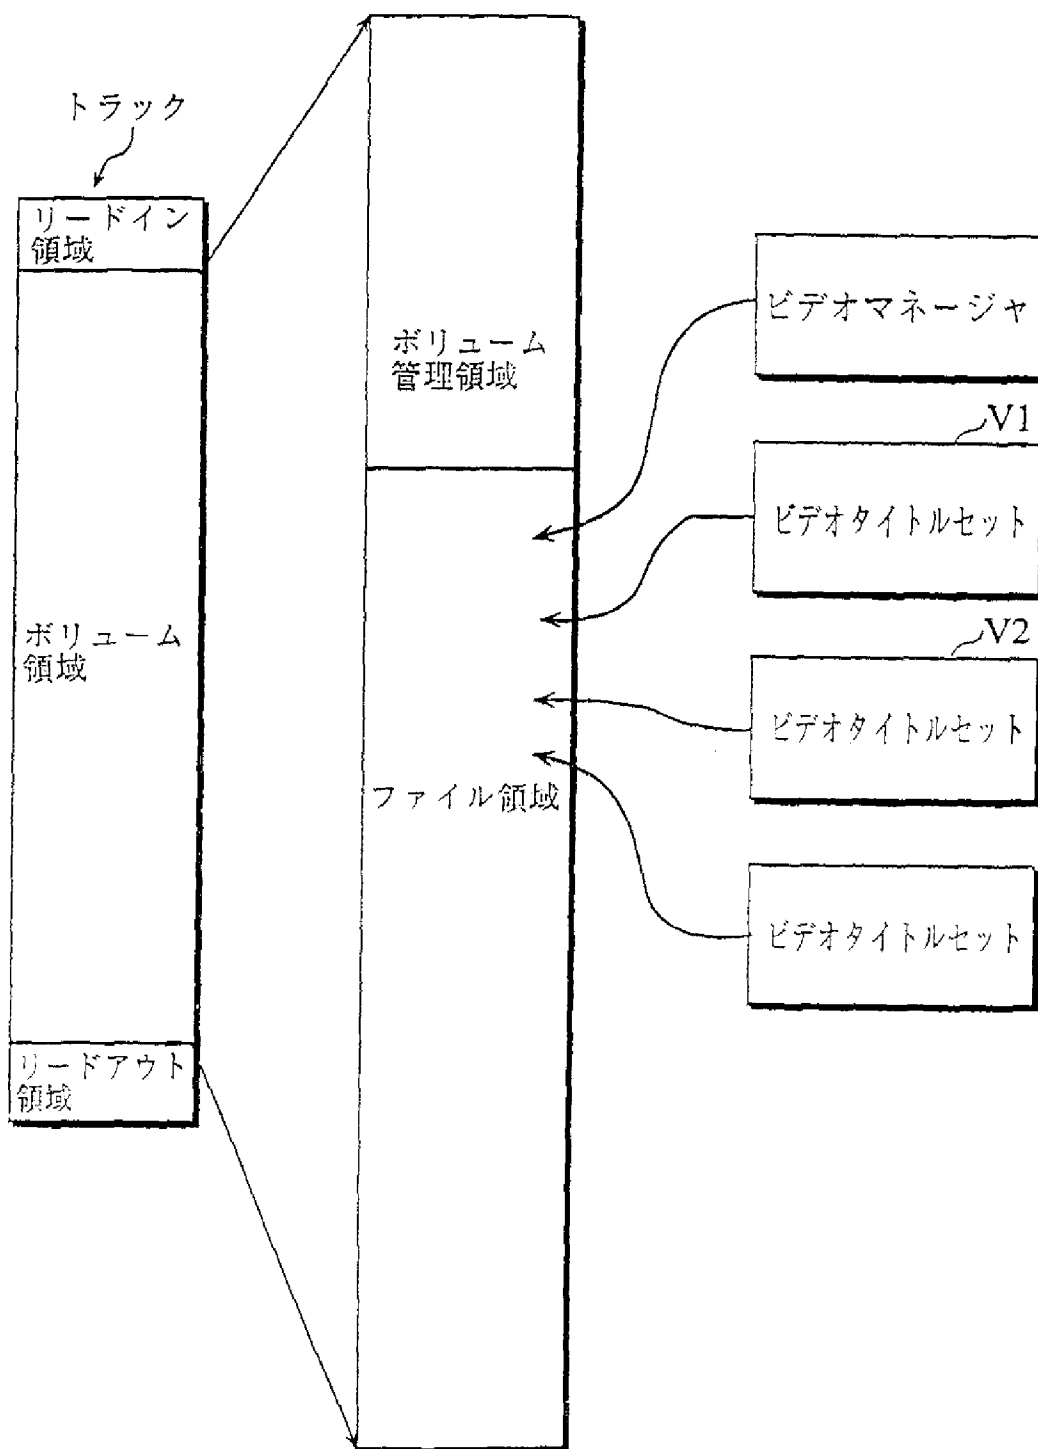 トラック
リードイン
領域
ボリューム
領域
リードアウト
領域
ボリューム
管理領域
ファイル領域
ビデオマネージャ
V1
ビデオタイトルセット
V2
ビデオタイトルセット
ビデオタイトルセット